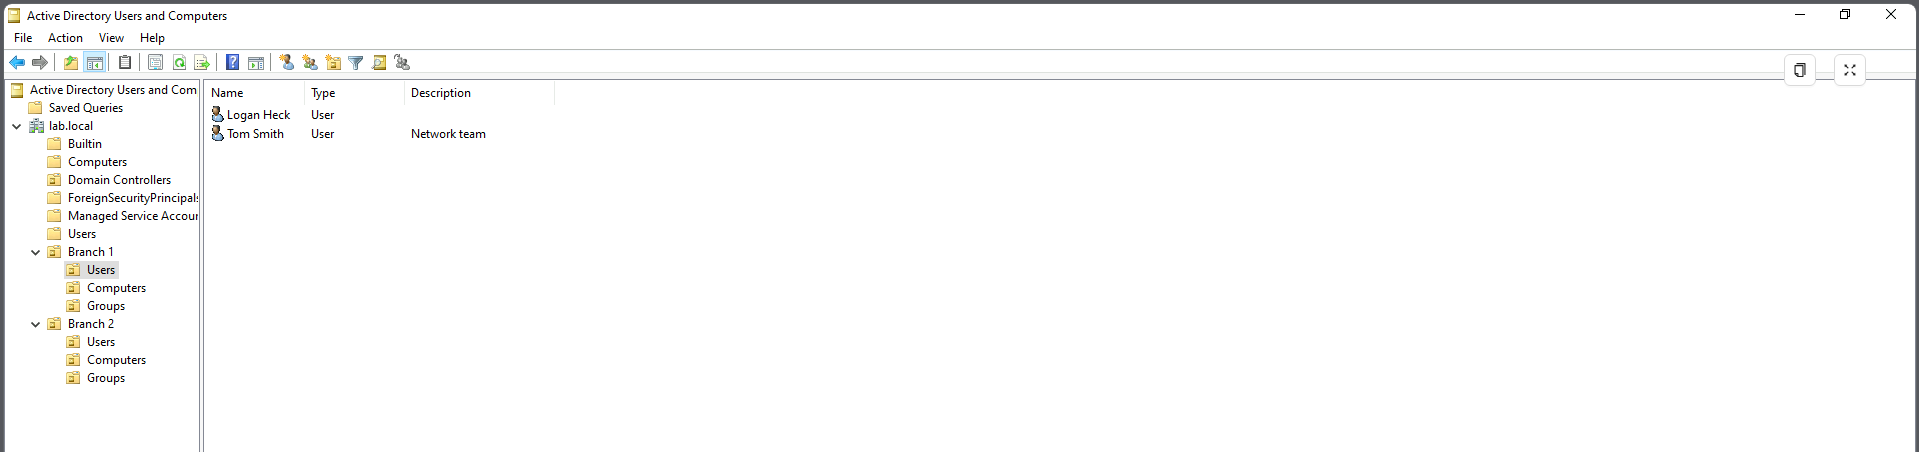 Active Directory Users and Computers
File Action View Help
Active Directory Users and Com
Saved Queries
lab.local
Builtin
Computers
Domain Controllers
ForeignSecurityPrincipals
Managed Service Accour
Users
Branch 1
Users
Computers
Groups
Branch 2
Users
Computers
Groups
Name Type Description
Logan Heck User
Tom Smith User Network team